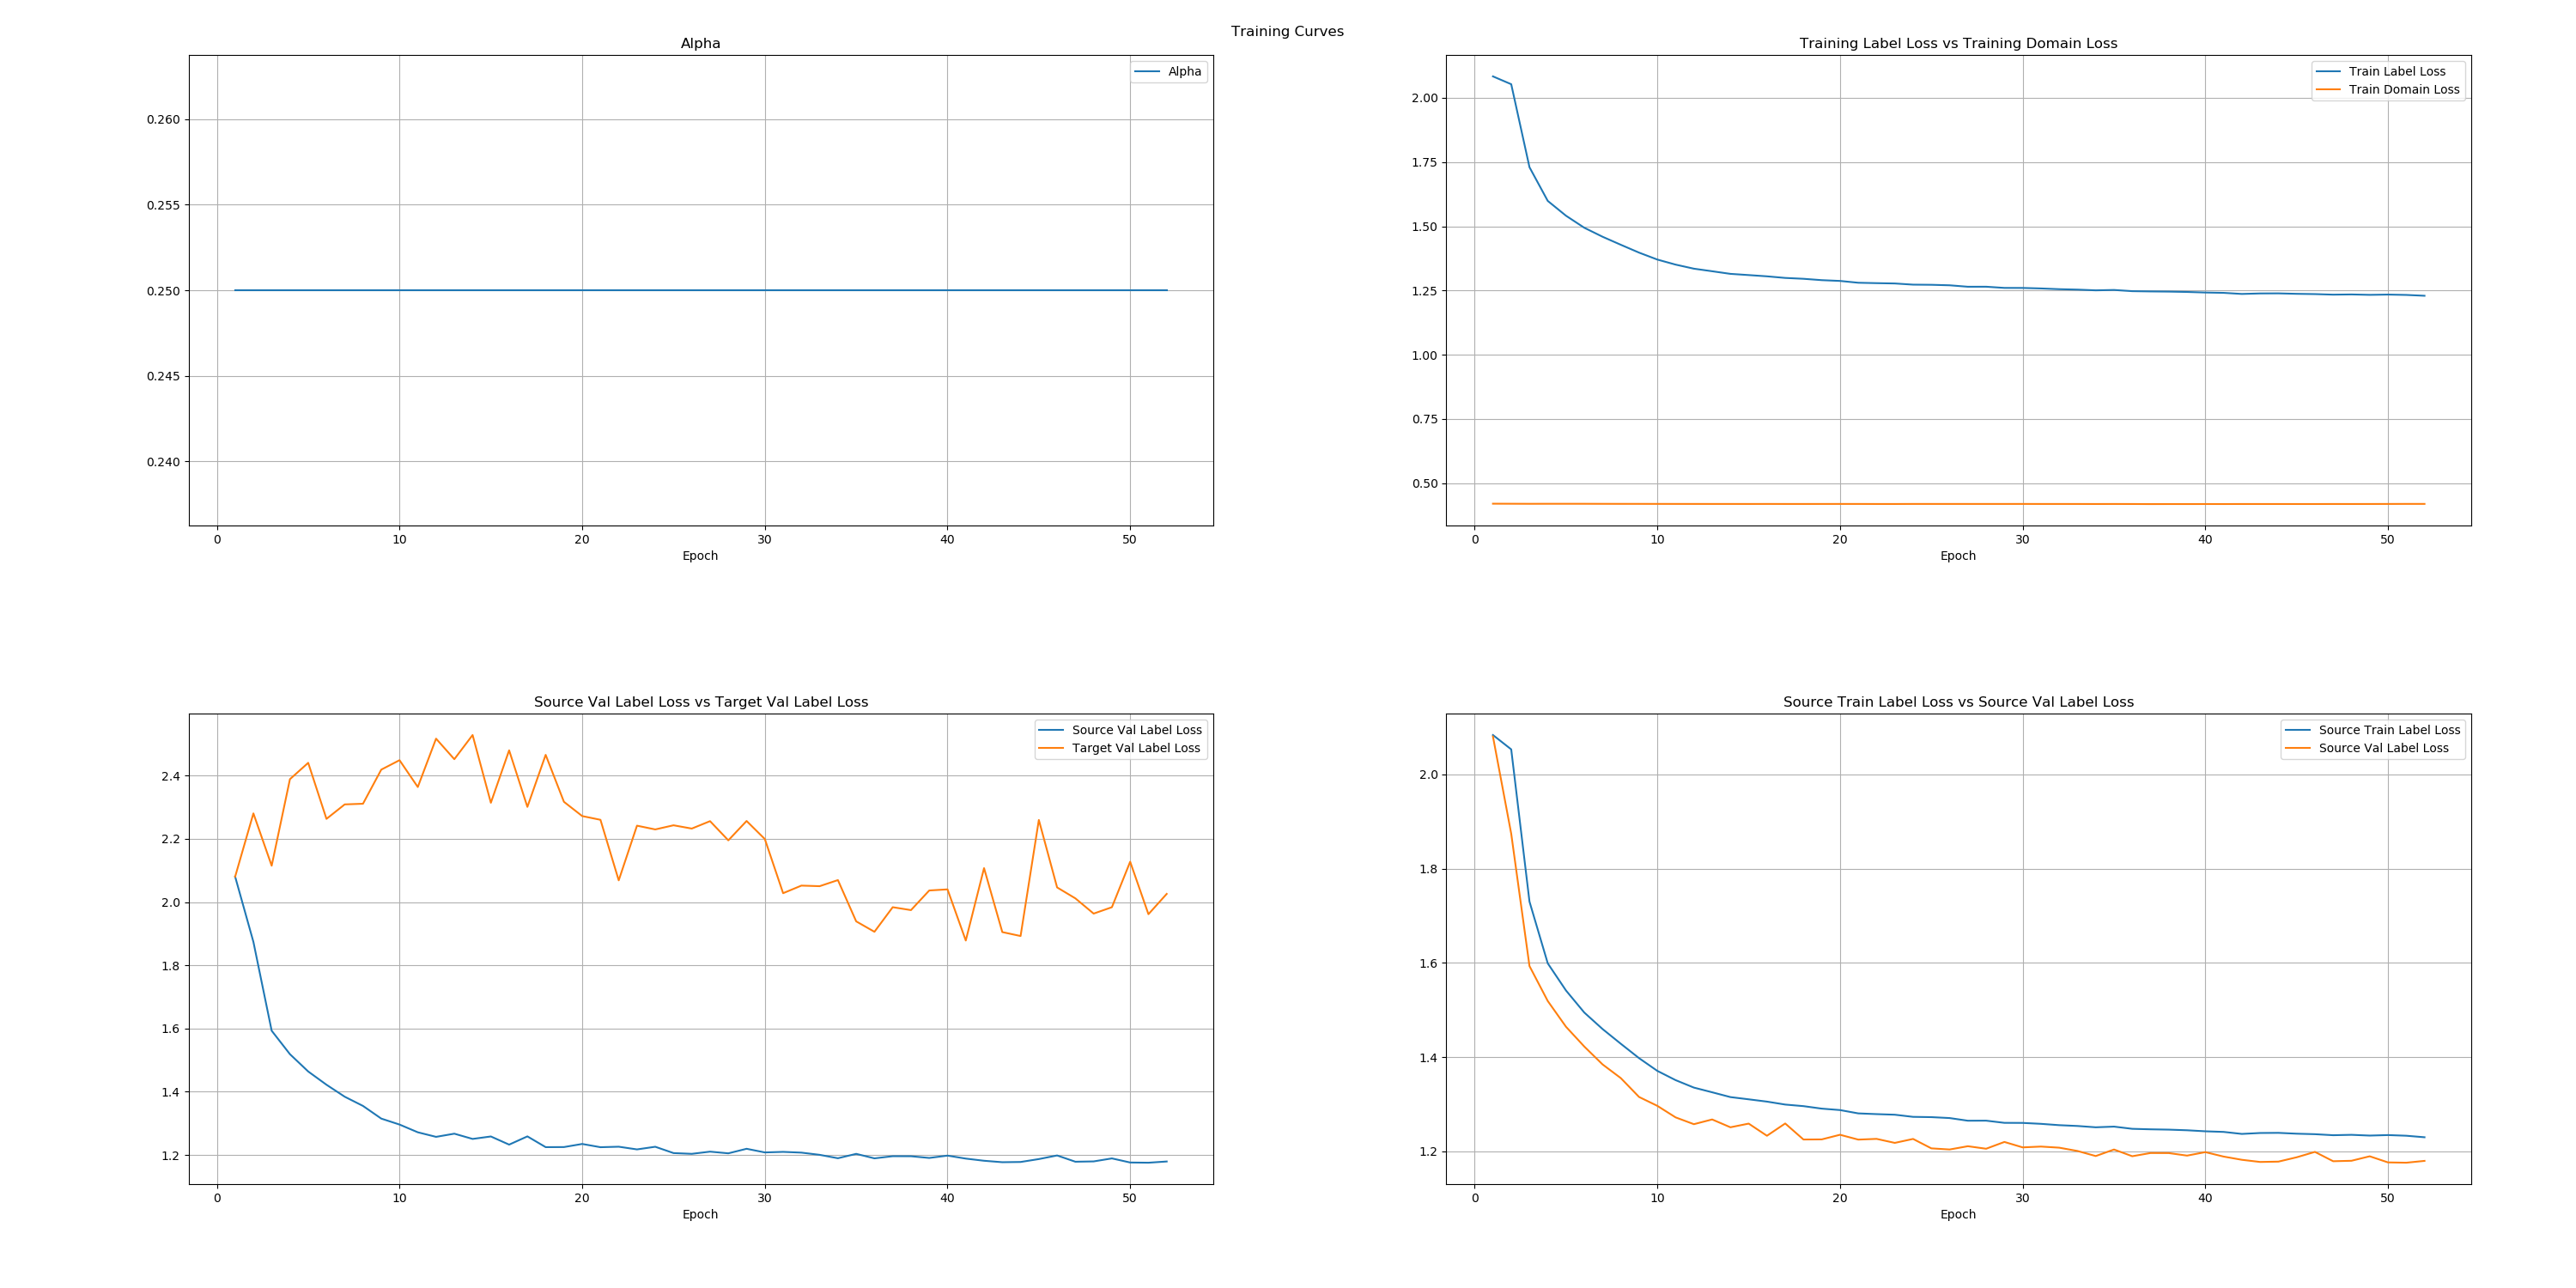 Training Curves
Alpha
Alpha
0.260
0.255
0.250
0.245
0.240
0 10 20 30 40 50
Epoch
Training Label Loss vs Training Domain Loss
Train Label Loss
Train Domain Loss
2.00
1.75
1.50
1.25
1.00
0.75
0.50
0 10 20 30 40 50
Epoch
Source Val Label Loss vs Target Val Label Loss
Source Val Label Loss
Target Val Label Loss
2.4
2.2
2.0
1.8
1.6
1.4
1.2
0 10 20 30 40 50
Epoch
Source Train Label Loss vs Source Val Label Loss
Source Train Label Loss
Source Val Label Loss
2.0
1.8
1.6
1.4
1.2
0 10 20 30 40 50
Epoch